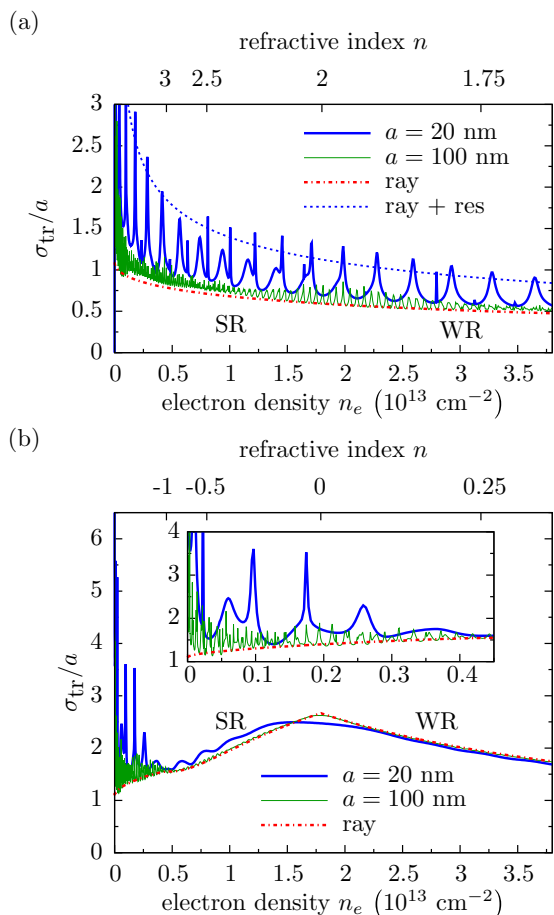 (a)
refractive index n
3 2.5 2 1.75
3
2.5
2
1.5
1
0.5
0
σtr/a
a = 20 nm
a = 100 nm
ray
ray + res
SR WR
0 0.5 1 1.5 2 2.5 3 3.5
electron density ne (10¹³ cm⁻²)
(b)
refractive index n
-1 -0.5 0 0.25
6
5
4
3
2
1
0
σtr/a
4
3
2
1
0 0.1 0.2 0.3 0.4
SR WR
a = 20 nm
a = 100 nm
ray
0 0.5 1 1.5 2 2.5 3 3.5
electron density ne (10¹³ cm⁻²)